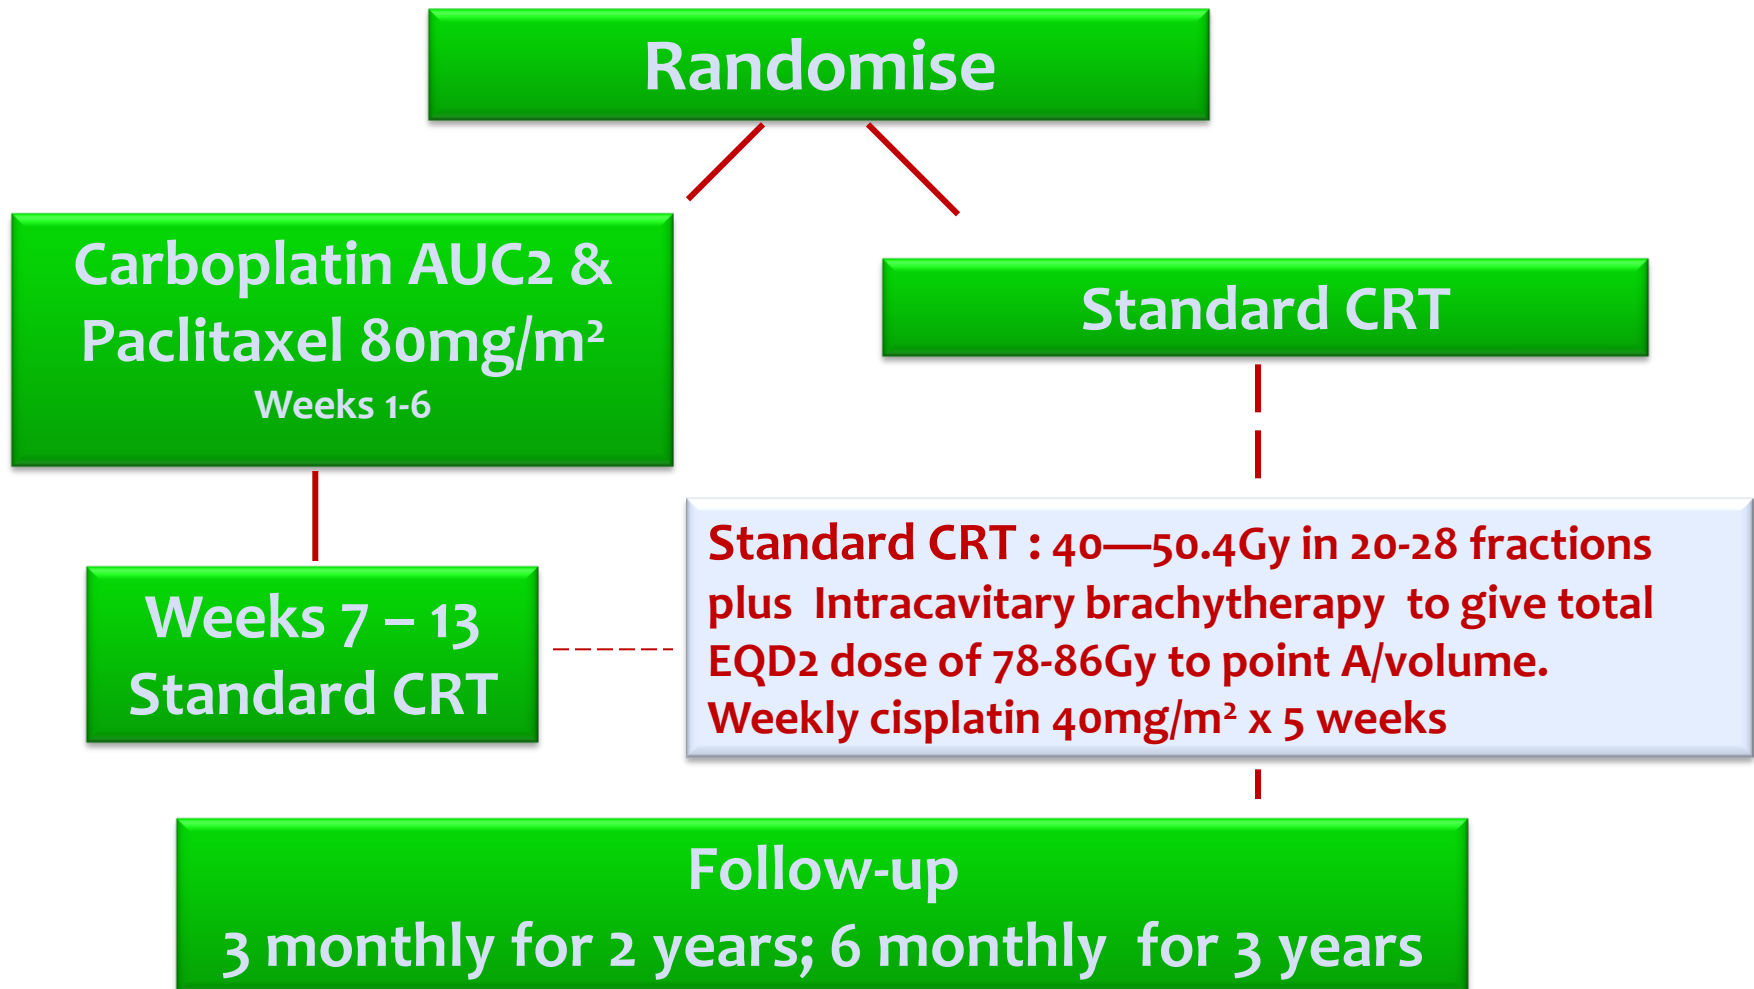 Randomise
Carboplatin AUC2 &
Paclitaxel 80mg/m²
Weeks 1-6
Standard CRT
Weeks 7 – 13
Standard CRT
Standard CRT : 40—50.4Gy in 20-28 fractions
plus Intracavitary brachytherapy to give total
EQD2 dose of 78-86Gy to point A/volume.
Weekly cisplatin 40mg/m² x 5 weeks
Follow-up
3 monthly for 2 years; 6 monthly for 3 years